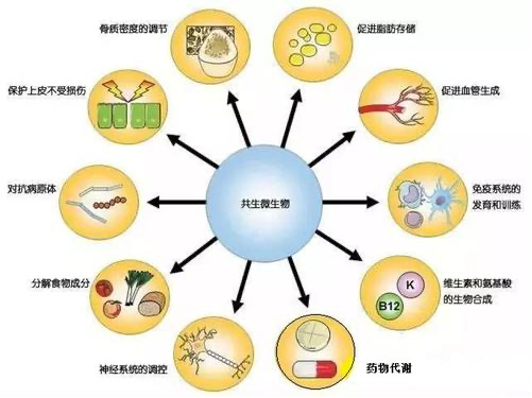 骨质密度的调节
促进脂肪存储
保护上皮不受损伤
促进血管生成
对抗病原体
共生微生物
免疫系统的
发育和训练
分解食物成分
K
B12
维生素和氨基酸
的生物合成
神经系统的调控
药物代谢